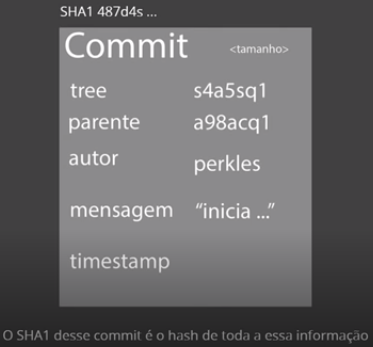 SHA1 487d4s ...
Commit <tamanho>
tree s4a5sq1
parente a98acq1
autor perkles
mensagem “inicia ...”
timestamp
O SHA1 desse commit é o hash de toda a essa informação